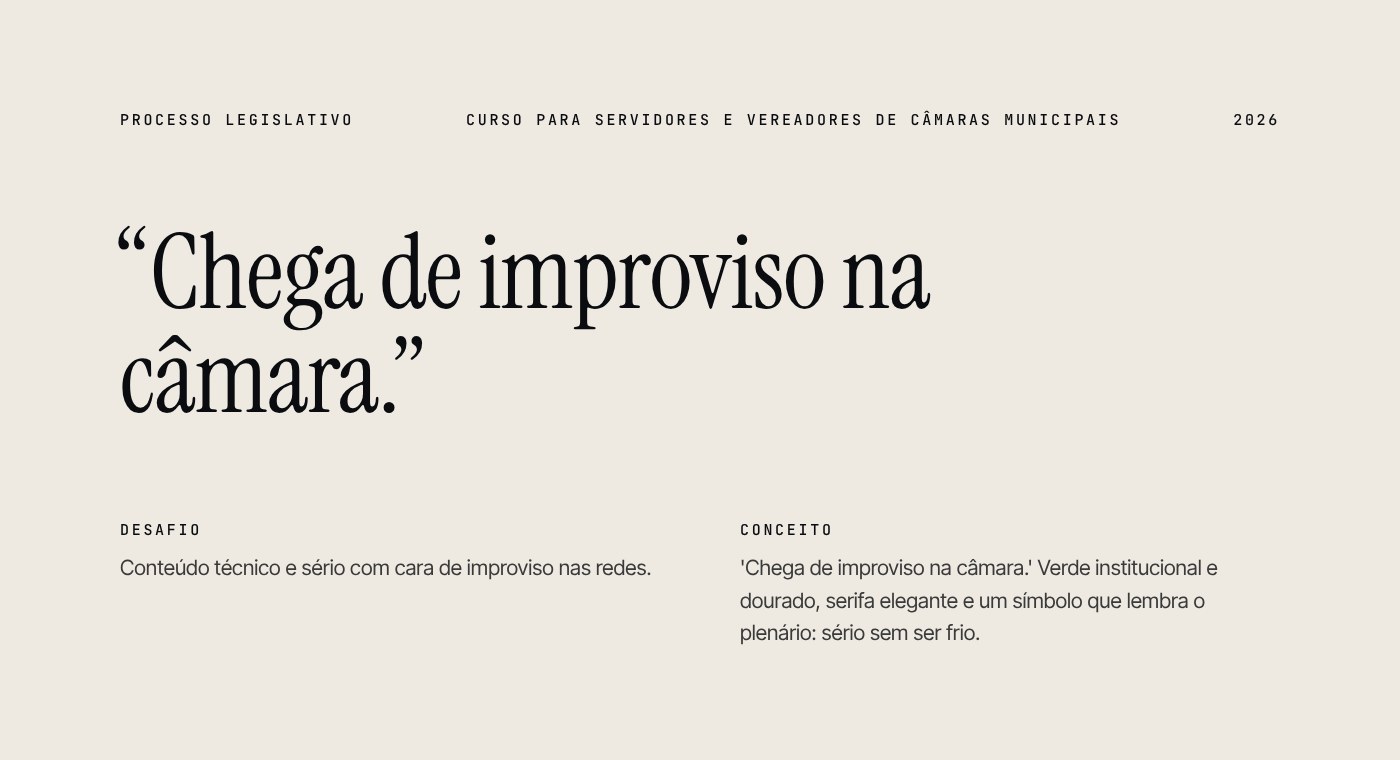 PROCESSO LEGISLATIVO
CURSO PARA SERVIDORES E VEREADORES DE CÂMARAS MUNICIPAIS
2026
“Chega de improviso na
câmara.”
DESAFIO
Conteúdo técnico e sério com cara de improviso nas redes.
CONCEITO
'Chega de improviso na câmara.' Verde institucional e
dourado, serifa elegante e um símbolo que lembra o
plenário: sério sem ser frio.